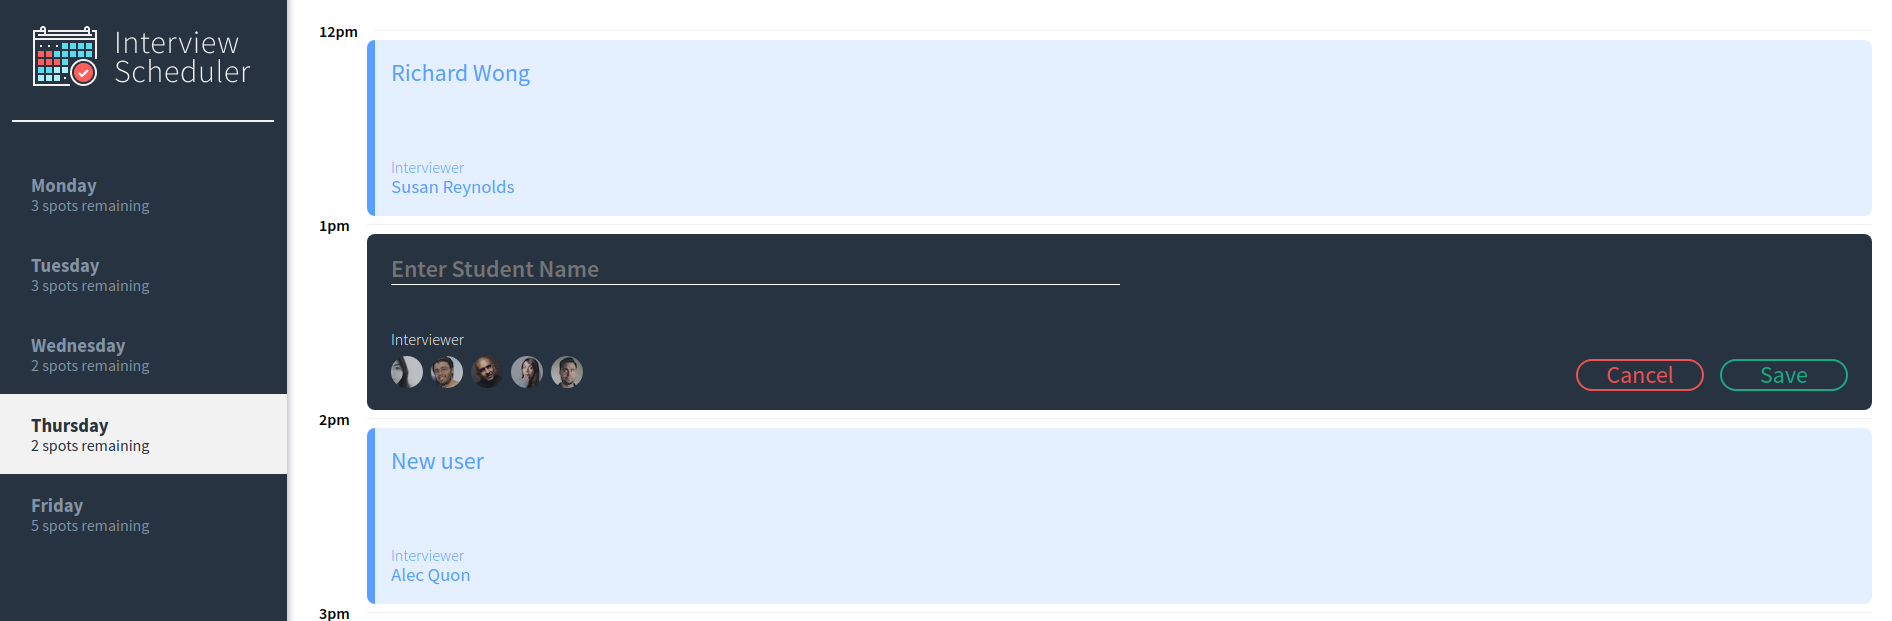 Interview
Scheduler
Monday
3 spots remaining
Tuesday
3 spots remaining
Wednesday
2 spots remaining
Thursday
2 spots remaining
Friday
5 spots remaining
12pm
Richard Wong
Interviewer
Susan Reynolds
1pm
Enter Student Name
Interviewer
Cancel Save
2pm
New user
Interviewer
Alec Quon
3pm